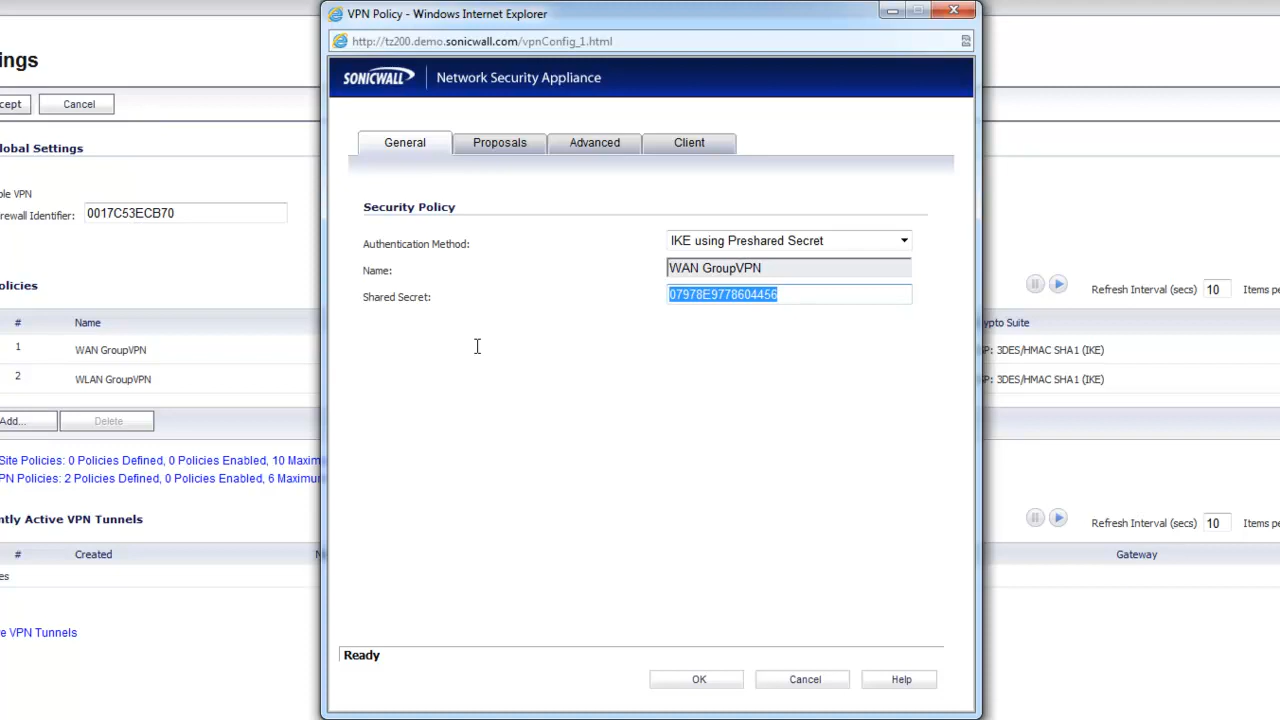 VPN Policy - Windows Internet Explorer
http://tz200.demo.sonicwall.com/vpnConfig_1.html
SONICWALL Network Security Appliance
General Proposals Advanced Client
Security Policy
Authentication Method: IKE using Preshared Secret
Name: WAN GroupVPN
Shared Secret: 07978E9778604456
Ready
OK Cancel Help
ings
cept Cancel
lobal Settings
ble VPN
rewall Identifier: 0017C53ECB70
olicies
Refresh Interval (secs) 10 Items pe
# Name ypto Suite
1 WAN GroupVPN SP: 3DES/HMAC SHA1 (IKE)
2 WLAN GroupVPN SP: 3DES/HMAC SHA1 (IKE)
Add... Delete
Site Policies: 0 Policies Defined, 0 Policies Enabled, 10 Maximu
PN Policies: 2 Policies Defined, 0 Policies Enabled, 6 Maximu
ntly Active VPN Tunnels
Refresh Interval (secs) 10 Items pe
# Created N Gateway
es
e VPN Tunnels